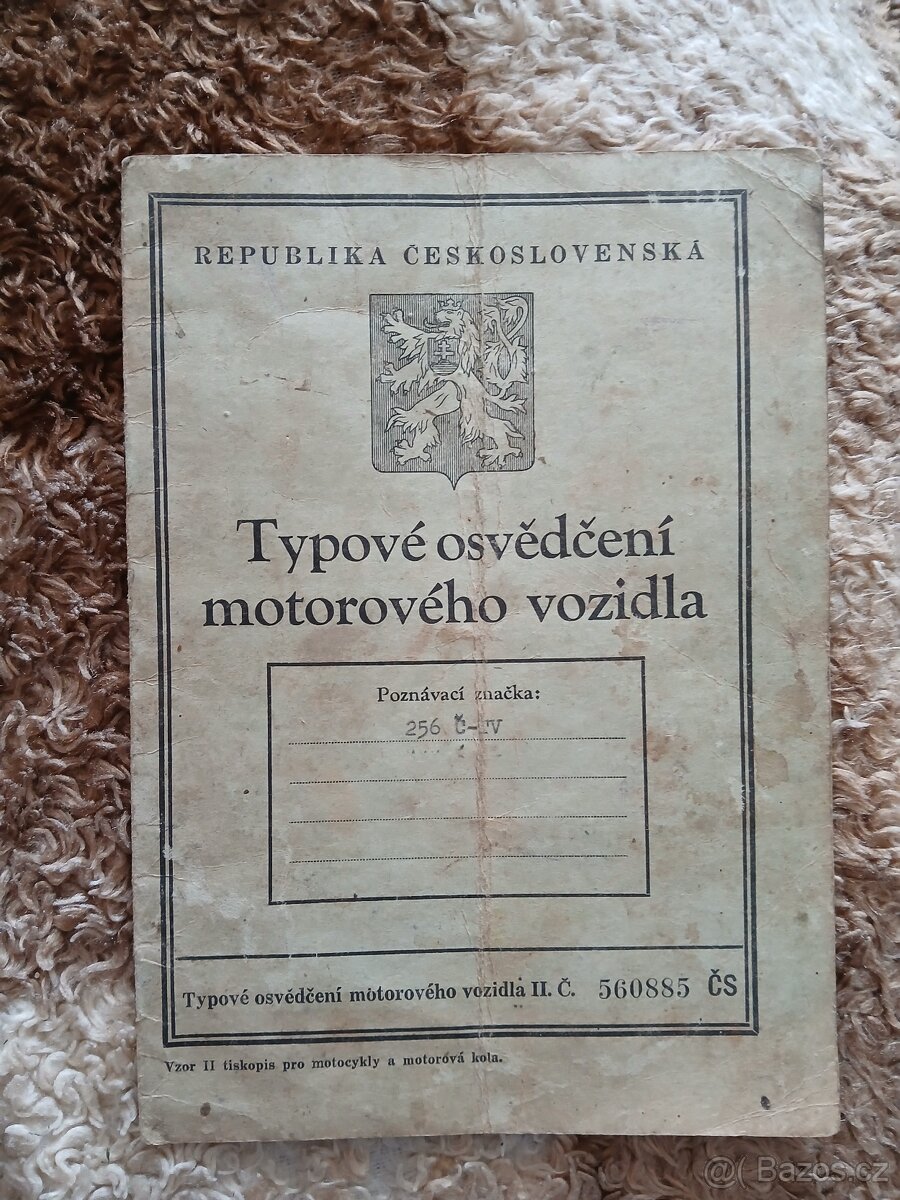 REPUBLIKA ČESKOSLOVENSKÁ
Typové osvědčení
motorového vozidla
Poznávací značka:
256 Č-TV
Typové osvědčení motorového vozidla II. Č. 560885 ČS
Vzor II tiskopis pro motocykly a motorová kola.
@( Bazos.cz